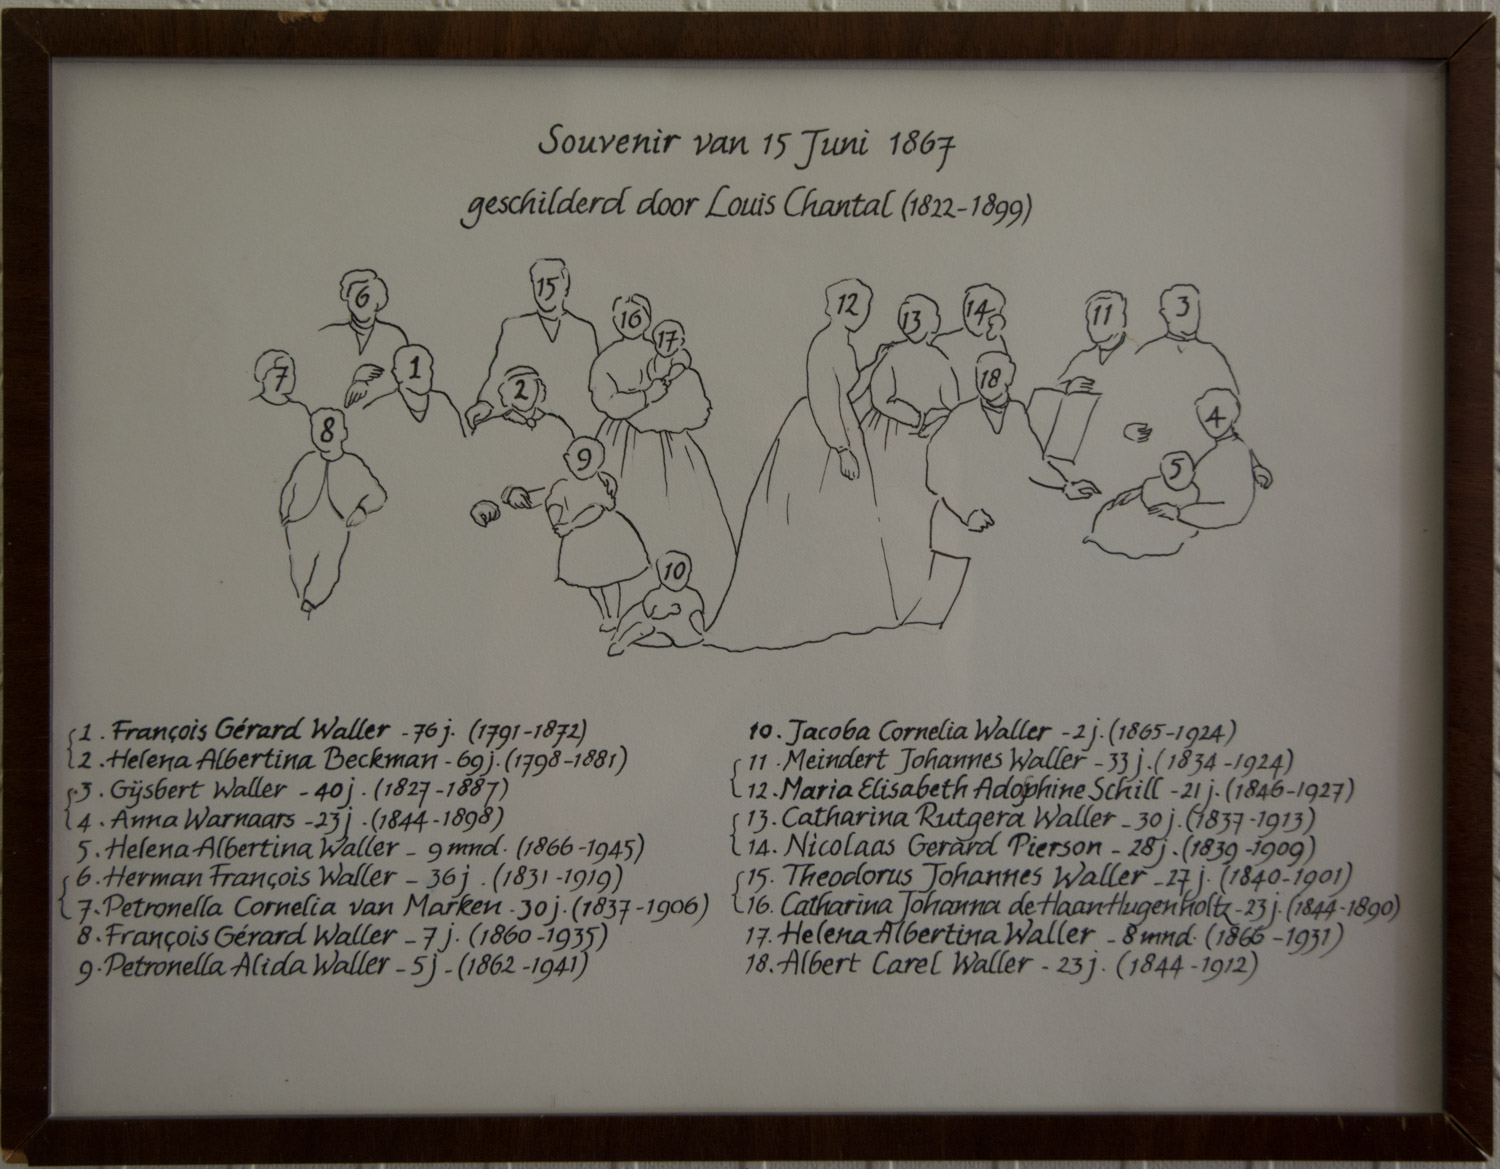 Souvenir van 15 Juni 1867
geschilderd door Louis Chantal (1822-1899)
6
15
16
17
12
13
14
11
3
7
1
2
18
8
4
9
5
10
1. François Gérard Waller - 76 j. (1791-1872)
2. Helena Albertina Beckman - 69 j. (1798-1881)
3. Gijsbert Waller - 40 j. (1827-1887)
4. Anna Warnaars - 23 j. (1844-1898)
5. Helena Albertina Waller - 9 mnd. (1866-1945)
6. Herman François Waller - 36 j. (1831-1919)
7. Petronella Cornelia van Marken - 30 j. (1837-1906)
8. François Gérard Waller - 7 j. (1860-1935)
9. Petronella Alida Waller - 5 j - (1862-1941)
10. Jacoba Cornelia Waller - 2 j. (1865-1924)
11. Meindert Johannes Waller - 33 j. (1834-1924)
12. Maria Elisabeth Adolphine Schill - 21 j. (1846-1927)
13. Catharina Rutgera Waller - 30 j. (1837-1913)
14. Nicolaas Gerard Pierson - 28 j. (1839-1909)
15. Theodorus Johannes Waller - 27 j. (1840-1901)
16. Catharina Johanna de Haan Hugenholtz - 23 j. (1844-1890)
17. Helena Albertina Waller - 8 mnd. (1866-1931)
18. Albert Carel Waller - 23 j. (1844-1912)